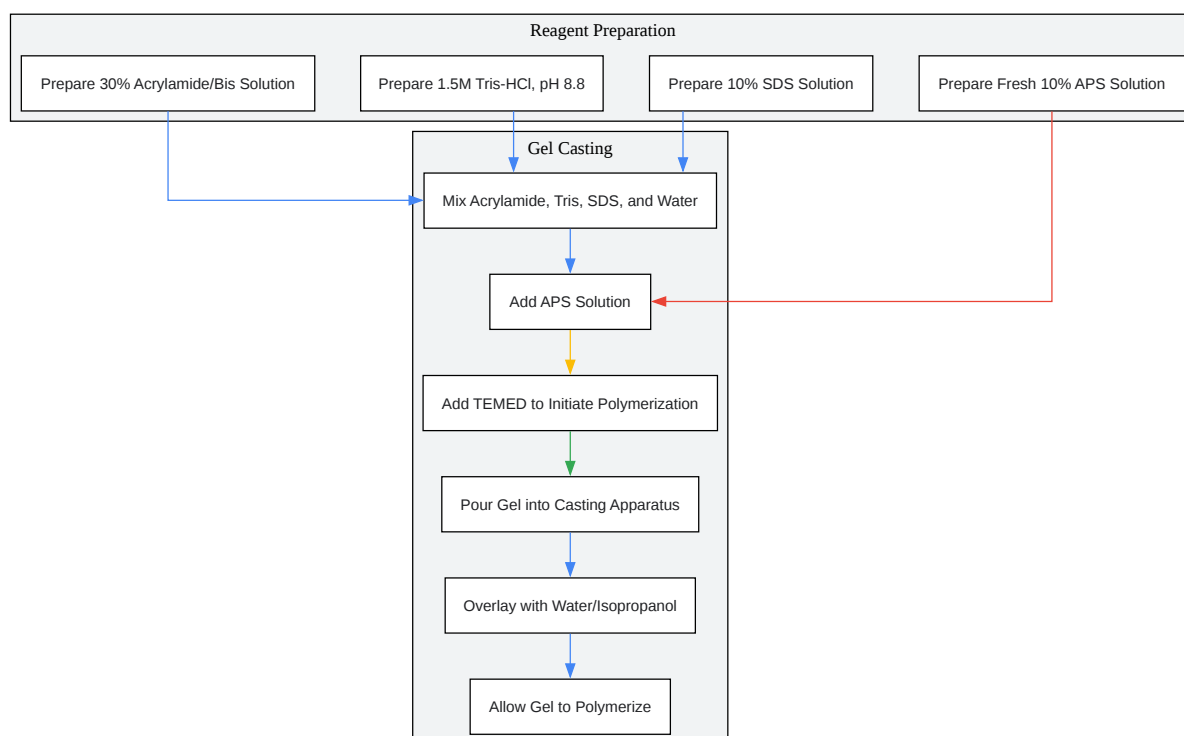 Reagent Preparation
Prepare 30% Acrylamide/Bis Solution
Prepare 1.5M Tris-HCl, pH 8.8
Prepare 10% SDS Solution
Prepare Fresh 10% APS Solution
Gel Casting
Mix Acrylamide, Tris, SDS, and Water
Add APS Solution
Add TEMED to Initiate Polymerization
Pour Gel into Casting Apparatus
Overlay with Water/Isopropanol
Allow Gel to Polymerize